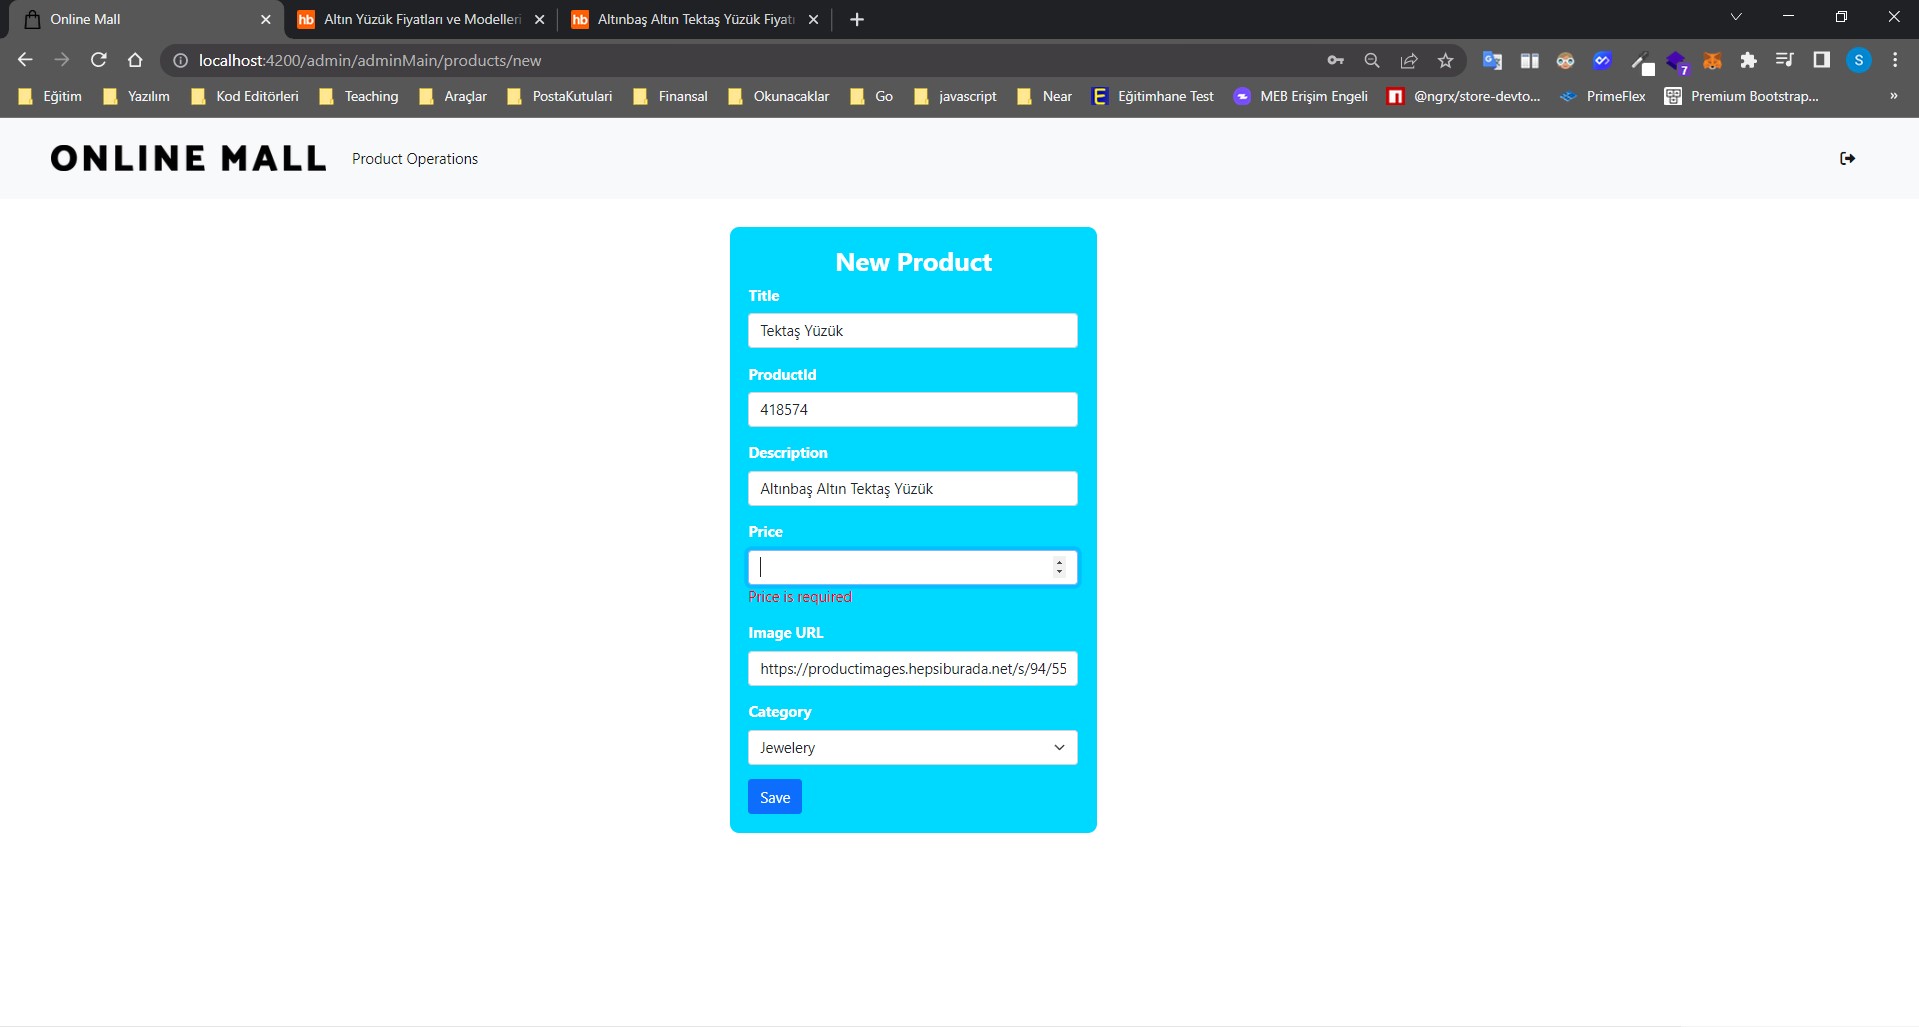 Online Mall
Altın Yüzük Fiyatları ve Modelleri
Altınbaş Altın Tektaş Yüzük Fiyatı
localhost:4200/admin/adminMain/products/new
7
S
Eğitim
Yazılım
Kod Editörleri
Teaching
Araçlar
PostaKutulari
Finansal
Okunacaklar
Go
javascript
Near
Eğitimhane Test
MEB Erişim Engeli
@ngrx/store-devto...
PrimeFlex
Premium Bootstrap...
»
ONLINE MALL
Product Operations
New Product
Title
Tektaş Yüzük
ProductId
418574
Description
Altınbaş Altın Tektaş Yüzük
Price
Price is required
Image URL
https://productimages.hepsiburada.net/s/94/55
Category
Jewelery
Save